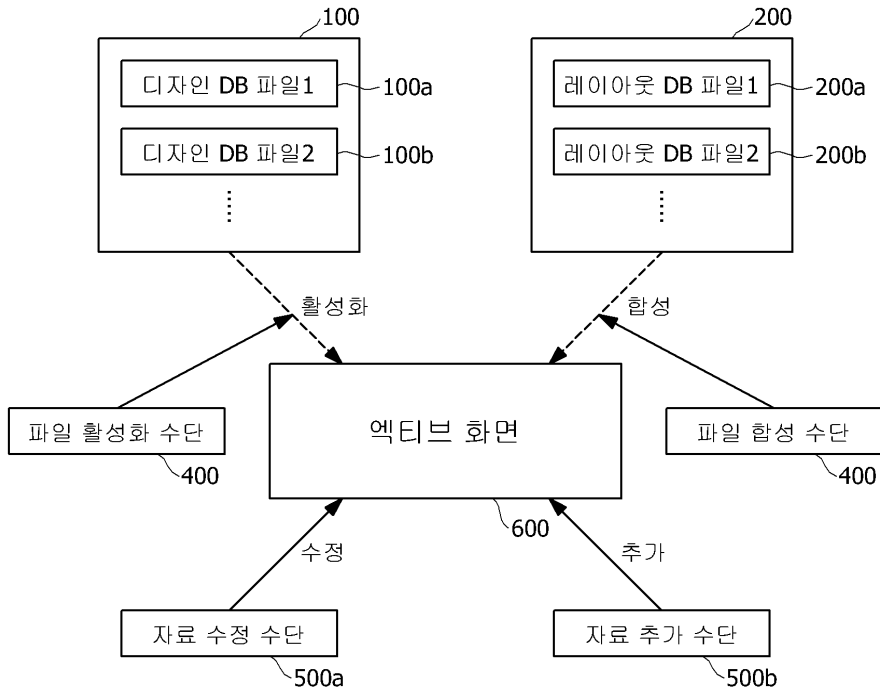 100
200
디자인 DB 파일1
100a
레이아웃 DB 파일1
200a
디자인 DB 파일2
100b
레이아웃 DB 파일2
200b
활성화
합성
파일 활성화 수단
400
엑티브 화면
600
파일 합성 수단
400
수정
추가
자료 수정 수단
500a
자료 추가 수단
500b